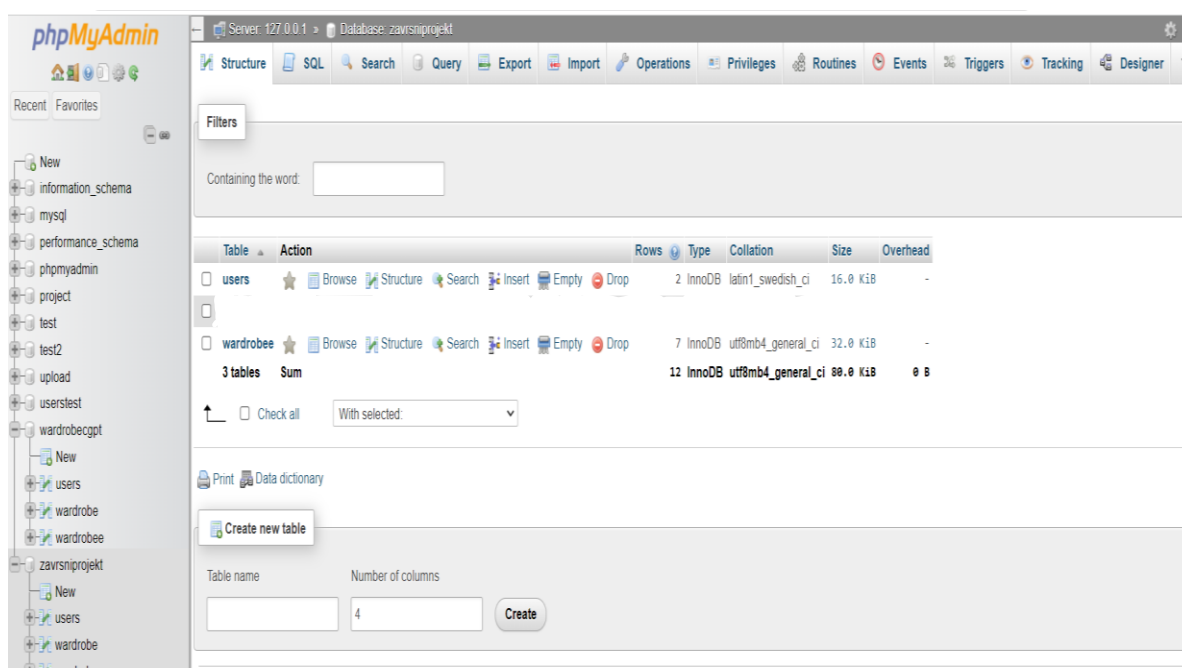 phpMyAdmin
Recent Favorites
New
information_schema
mysql
performance_schema
phpmyadmin
project
test
test2
upload
userstest
wardrobecgpt
New
users
wardrobe
wardrobee
zavrsniprojekt
New
users
wardrobe
Server: 127.0.0.1 » Database: zavrsniprojekt
Structure SQL Search Query Export Import Operations Privileges Routines Events Triggers Tracking Designer
Filters
Containing the word:
Table Action Rows Type Collation Size Overhead
users Browse Structure Search Insert Empty Drop 2 InnoDB latin1_swedish_ci 16.0 KiB -
wardrobee Browse Structure Search Insert Empty Drop 7 InnoDB utf8mb4_general_ci 32.0 KiB -
3 tables Sum 12 InnoDB utf8mb4_general_ci 80.0 KiB 0 B
Check all With selected:
Print Data dictionary
Create new table
Table name Number of columns
4 Create